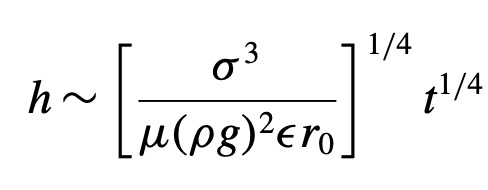 h ~ [ σ³ / μ(ρg)²ϵr₀ ]^{1/4} t^{1/4}